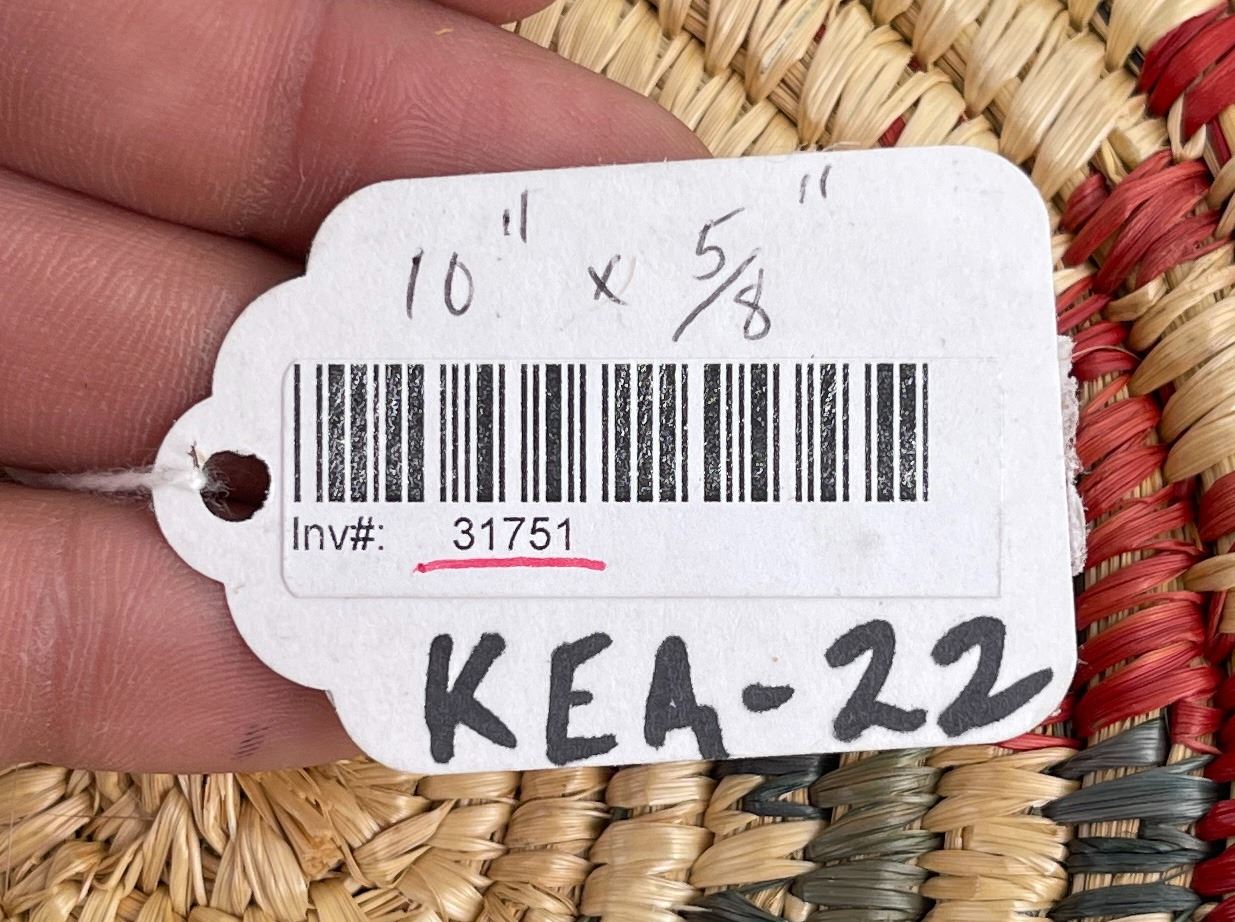 10" x 5/8"
Inv#: 31751
KEA-22